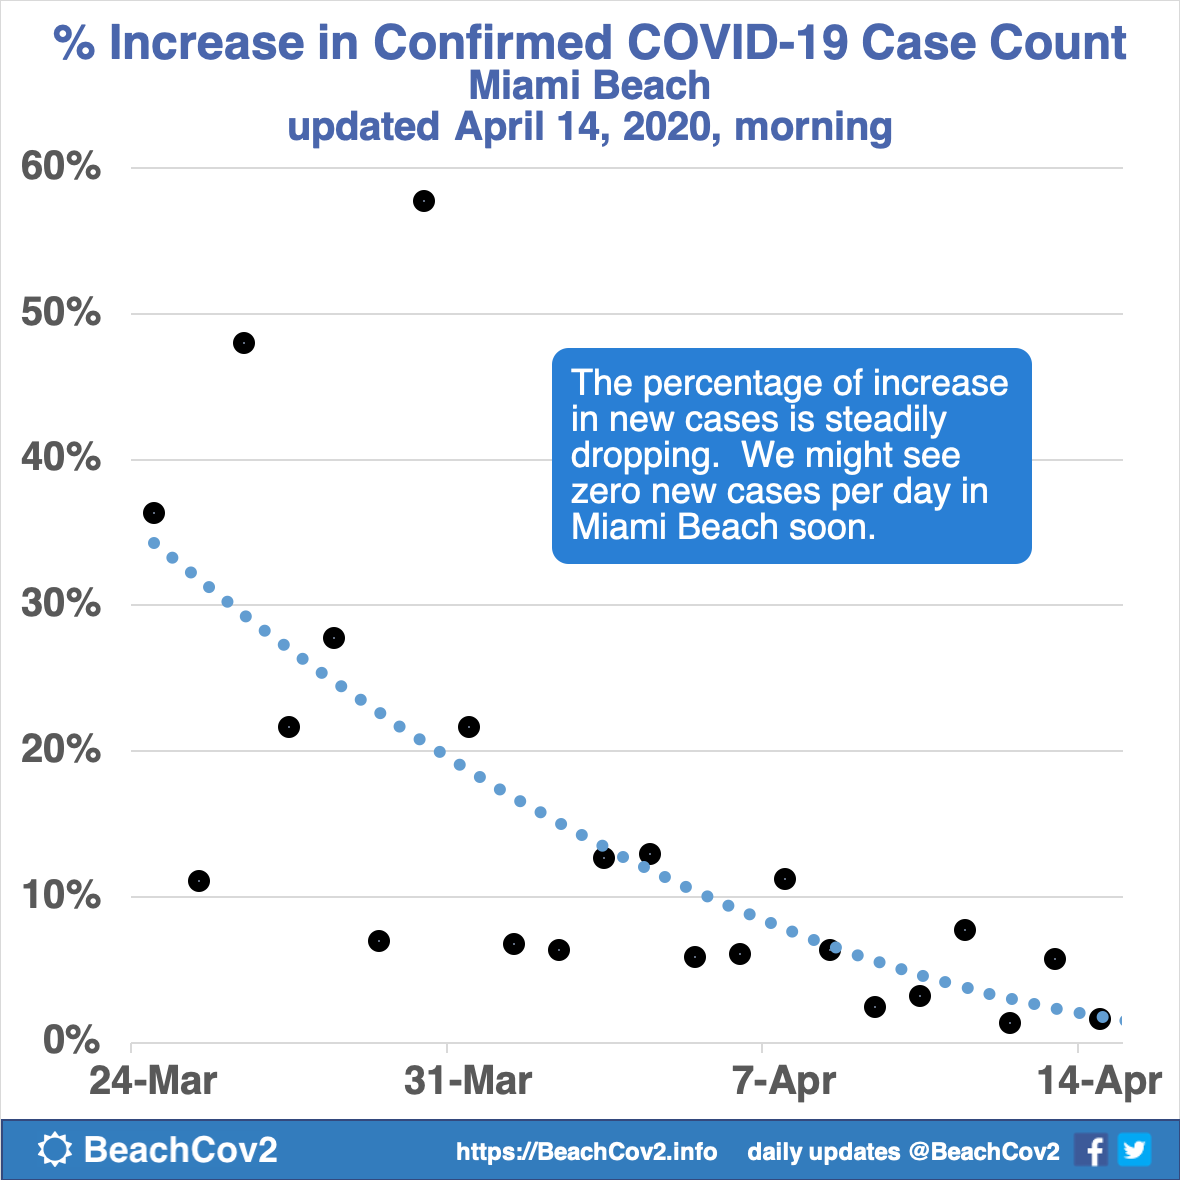 % Increase in Confirmed COVID-19 Case Count
Miami Beach
updated April 14, 2020, morning
60%
50%
40%
30%
20%
10%
0%
The percentage of increase
in new cases is steadily
dropping.  We might see
zero new cases per day in
Miami Beach soon.
24-Mar
31-Mar
7-Apr
14-Apr
BeachCov2
https://BeachCov2.info
daily updates @BeachCov2
f